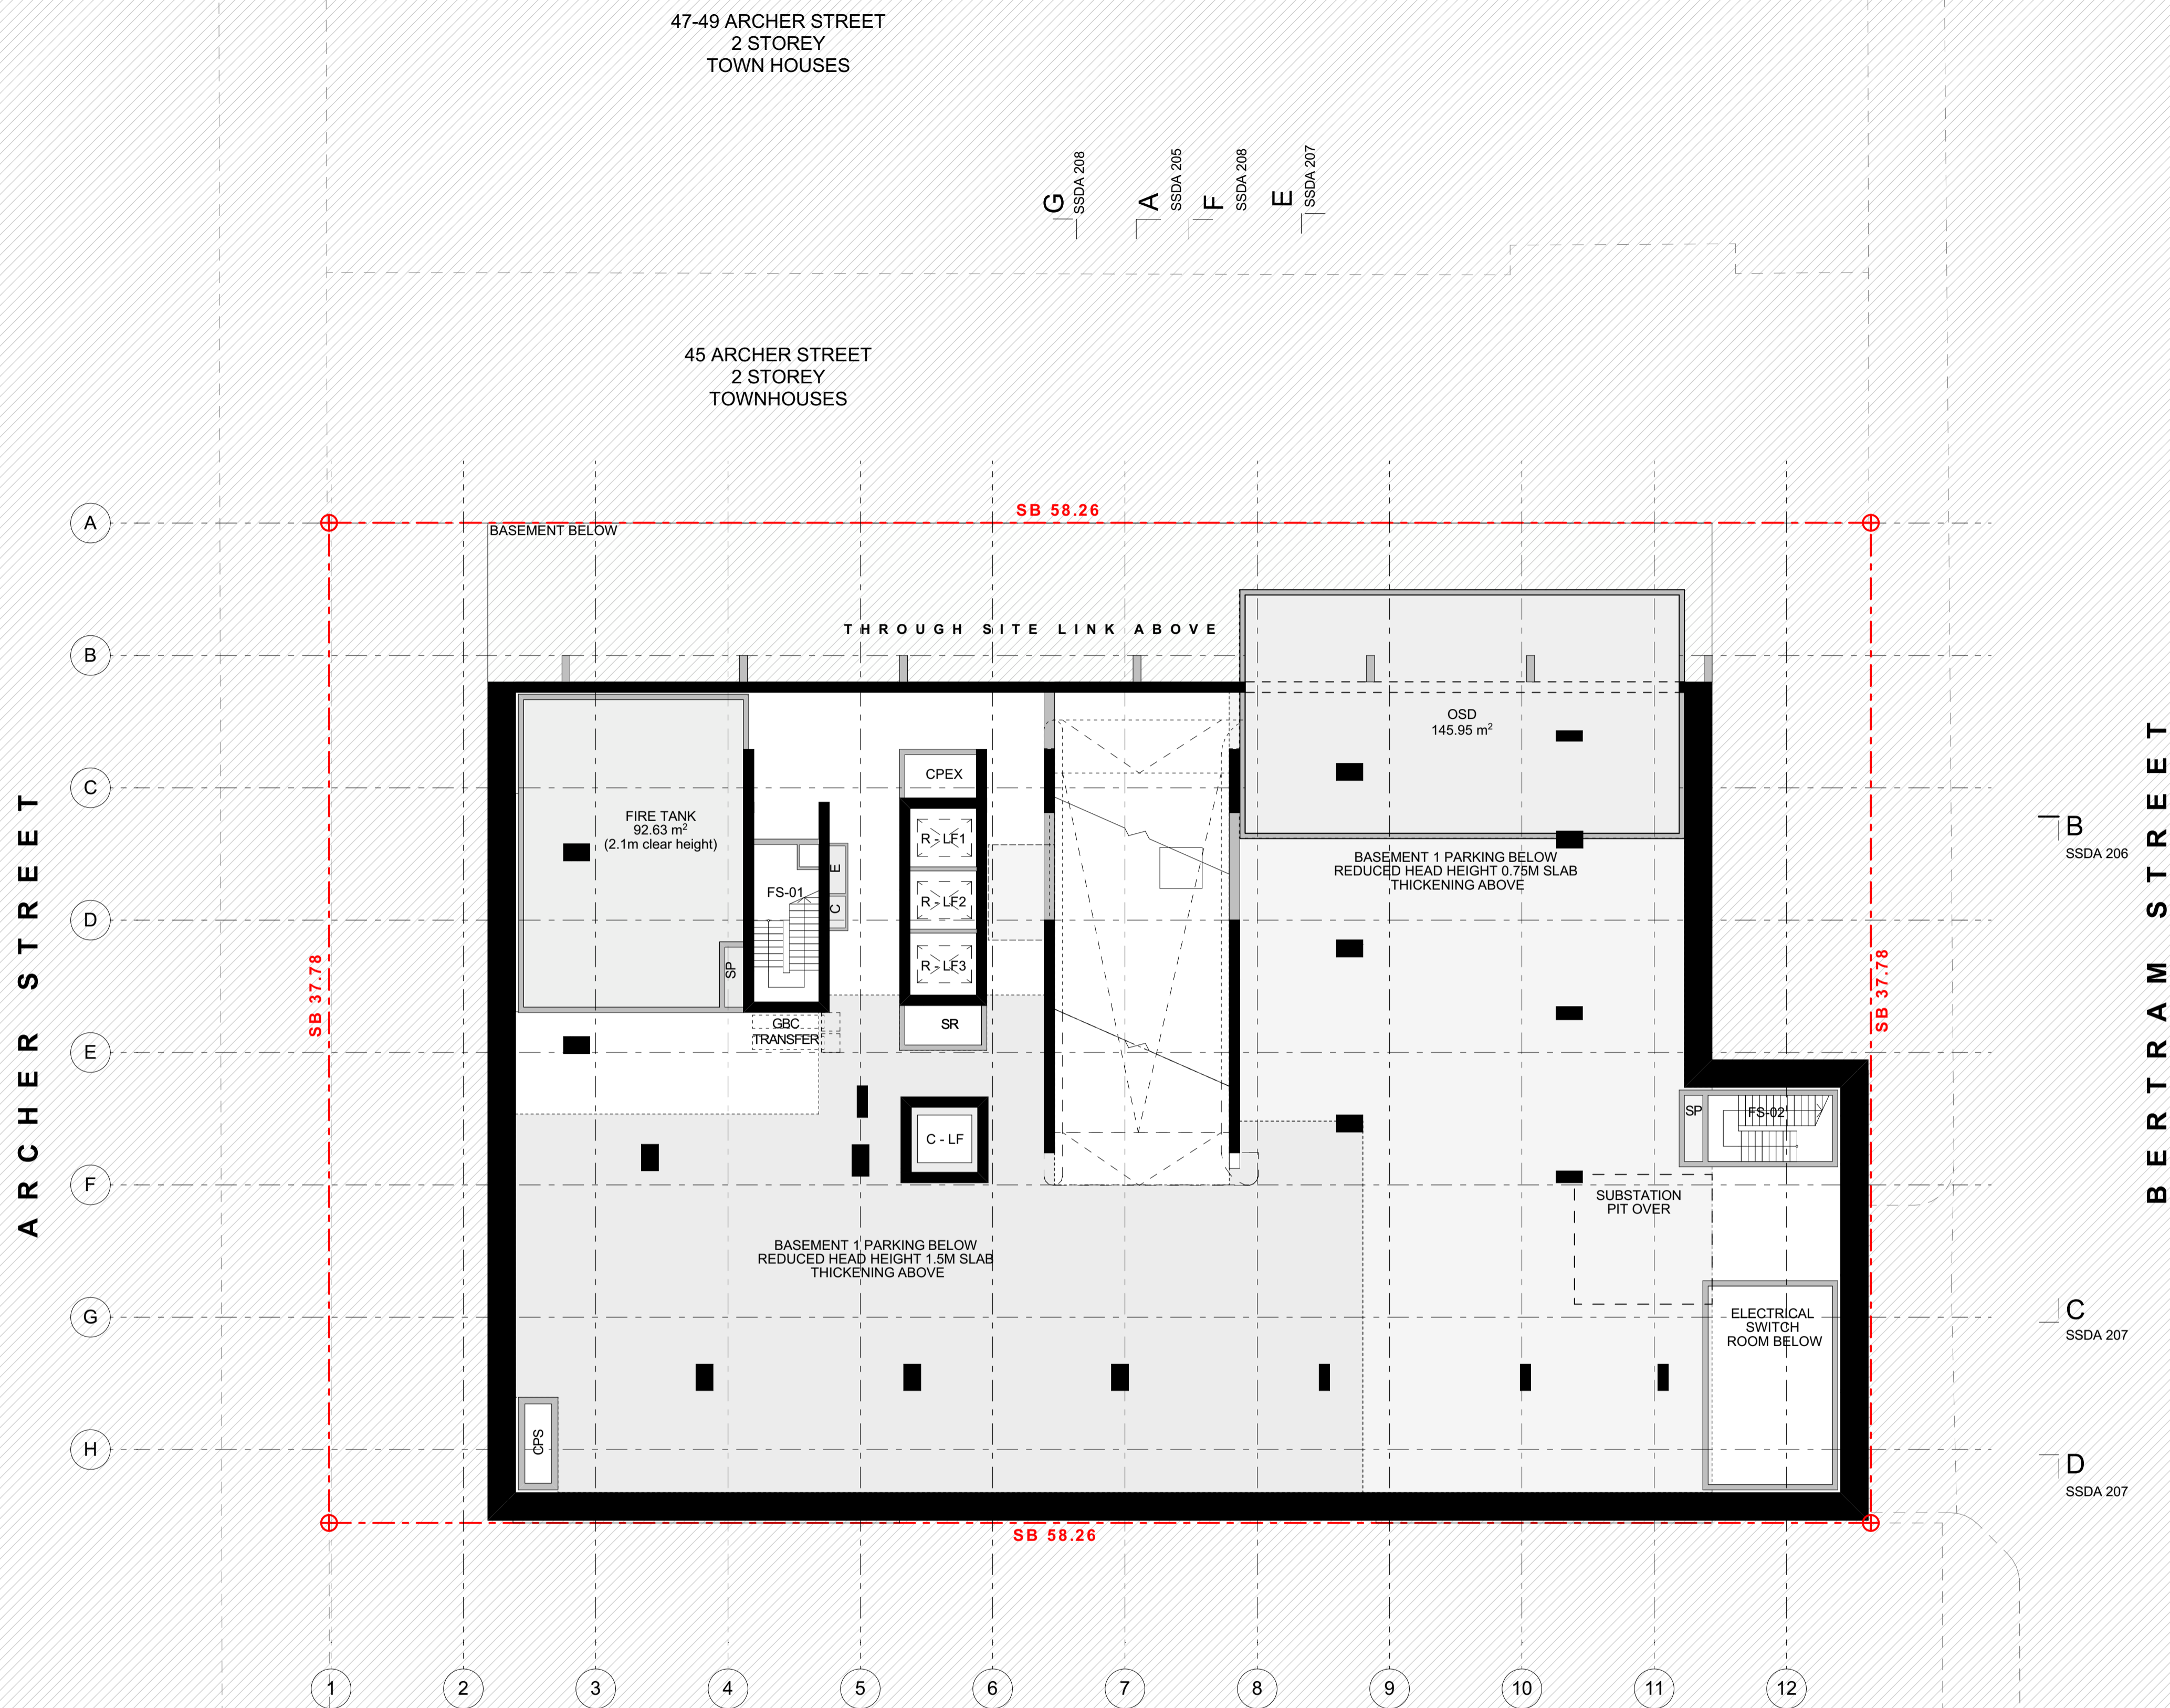 47-49 ARCHER STREET
2 STOREY
TOWN HOUSES
G
SSDA 208
A
SSDA 205
F
SSDA 208
E
SSDA 207
45 ARCHER STREET
2 STOREY
TOWNHOUSES
A
SB 58.26
BASEMENT BELOW
THROUGH SITE LINK ABOVE
B
OSD
145.95 m²
CPEX
C
FIRE TANK
92.63 m²
(2.1m clear height)
R - LF1
E
FS-01
R - LF2
C
BASEMENT 1 PARKING BELOW
REDUCED HEAD HEIGHT 0.75M SLAB
THICKENING ABOVE
B
SSDA 206
D
R - LF3
SP
ARCHER STREET
SB 37.78
SB 37.78
BERTRAM STREET
GBC
TRANSFER
SR
E
C - LF
SP
FS-02
F
SUBSTATION
PIT OVER
BASEMENT 1 PARKING BELOW
REDUCED HEAD HEIGHT 1.5M SLAB
THICKENING ABOVE
G
ELECTRICAL
SWITCH
ROOM BELOW
C
SSDA 207
CPS
H
D
SSDA 207
SB 58.26
1
2
3
4
5
6
7
8
9
10
11
12